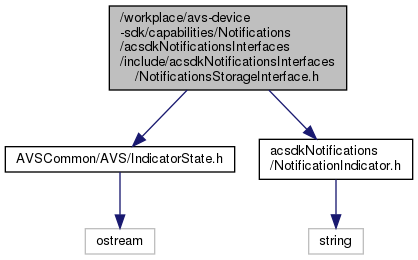 /workplace/avs-device
-sdk/capabilities/Notifications
/acsdkNotificationsInterfaces
/include/acsdkNotificationsInterfaces
/NotificationsStorageInterface.h
AVSCommon/AVS/IndicatorState.h
acsdkNotifications
/NotificationIndicator.h
ostream
string